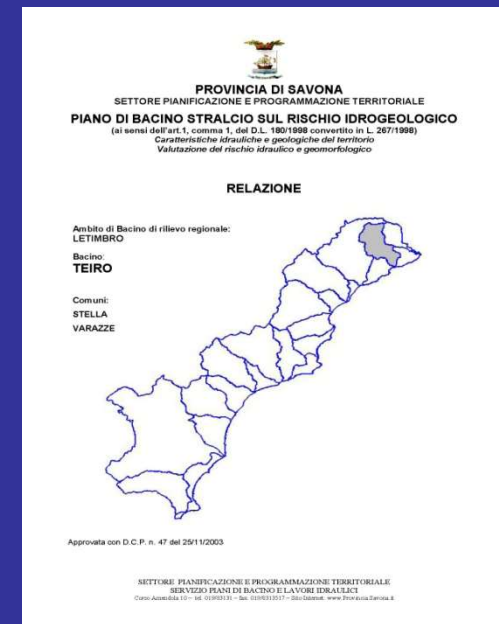 PROVINCIA DI SAVONA
SETTORE PIANIFICAZIONE E PROGRAMMAZIONE TERRITORIALE
PIANO DI BACINO STRALCIO SUL RISCHIO IDROGEOLOGICO
(ai sensi dell'art.1, comma 1, del D.L. 180/1998 convertito in L. 267/1998)
Caratteristiche idrauliche e geologiche del territorio
Valutazione del rischio idraulico e geomorfologico
RELAZIONE
Ambito di Bacino di rilievo regionale:
LETIMBRO
Bacino:
TEIRO
Comuni:
STELLA
VARAZZE
Approvata con D.C.P. n. 47 del 25/11/2003
SETTORE PIANIFICAZIONE E PROGRAMMAZIONE TERRITORIALE
SERVIZIO PIANI DI BACINO E LAVORI IDRAULICI